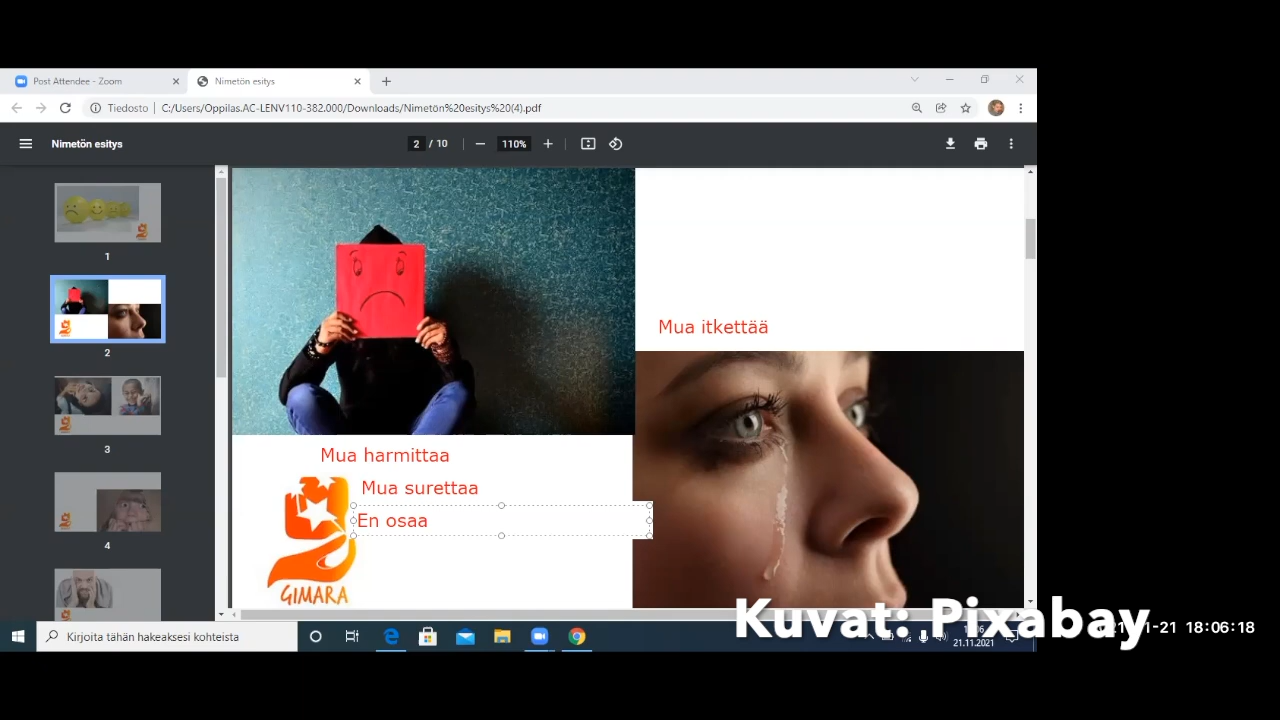 Post Attendee - Zoom
Nimetön esitys
Tiedosto
C:/Users/Oppilas.AC-LENV110-382.000/Downloads/Nimetön%20esitys%20(4).pdf
Nimetön esitys
2 / 10
110%
1
2
3
4
Mua itkettää
Mua harmittaa
Mua surettaa
En osaa
GIMARA
Kirjoita tähän hakeaksesi kohteista
21.11.2021
Kuvat: Pixabay
18:06:18